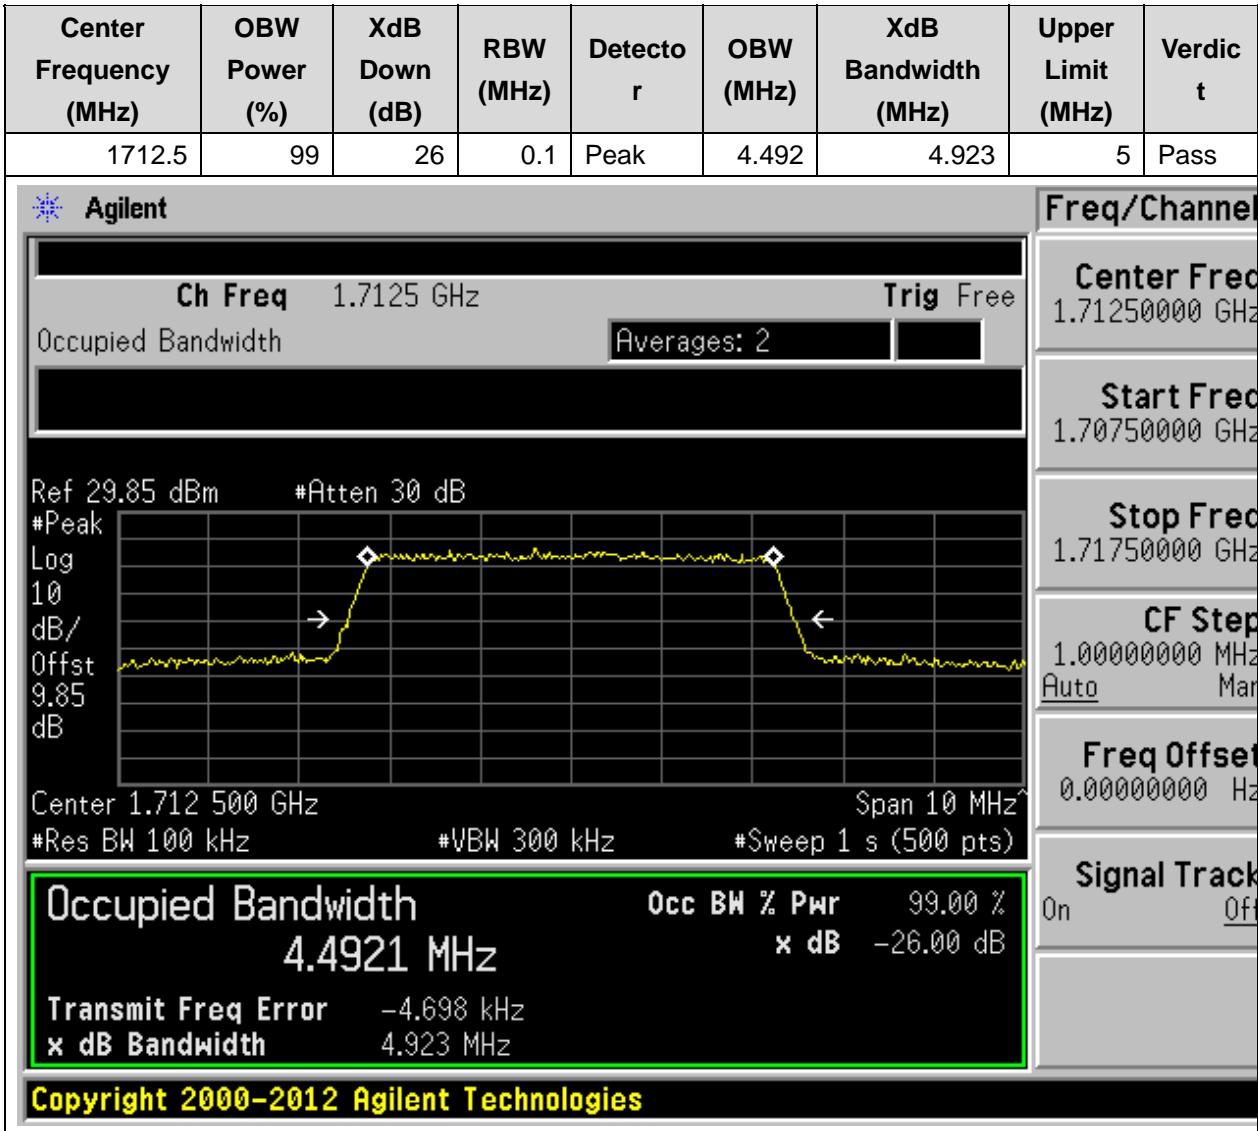 Center Frequency (MHz) OBW Power (%) XdB Down (dB) RBW (MHz) Detecto r OBW (MHz) XdB Bandwidth (MHz) Upper Limit (MHz) Verdic t
1712.5 99 26 0.1 Peak 4.492 4.923 5 Pass
Agilent
Ch Freq 1.7125 GHz Trig Free
Occupied Bandwidth Averages: 2
Ref 29.85 dBm #Atten 30 dB
#Peak
Log
10
dB/
Offst
9.85
dB
Center 1.712 500 GHz Span 10 MHz^
#Res BW 100 kHz #VBW 300 kHz #Sweep 1 s (500 pts)
Occupied Bandwidth Occ BW % Pwr 99.00 %
4.4921 MHz x dB -26.00 dB
Transmit Freq Error -4.698 kHz
x dB Bandwidth 4.923 MHz
Copyright 2000-2012 Agilent Technologies
Freq/Channel
Center Freq
1.71250000 GHz
Start Freq
1.70750000 GHz
Stop Freq
1.71750000 GHz
CF Step
1.00000000 MHz
Auto Man
Freq Offset
0.00000000 Hz
Signal Track
On Off